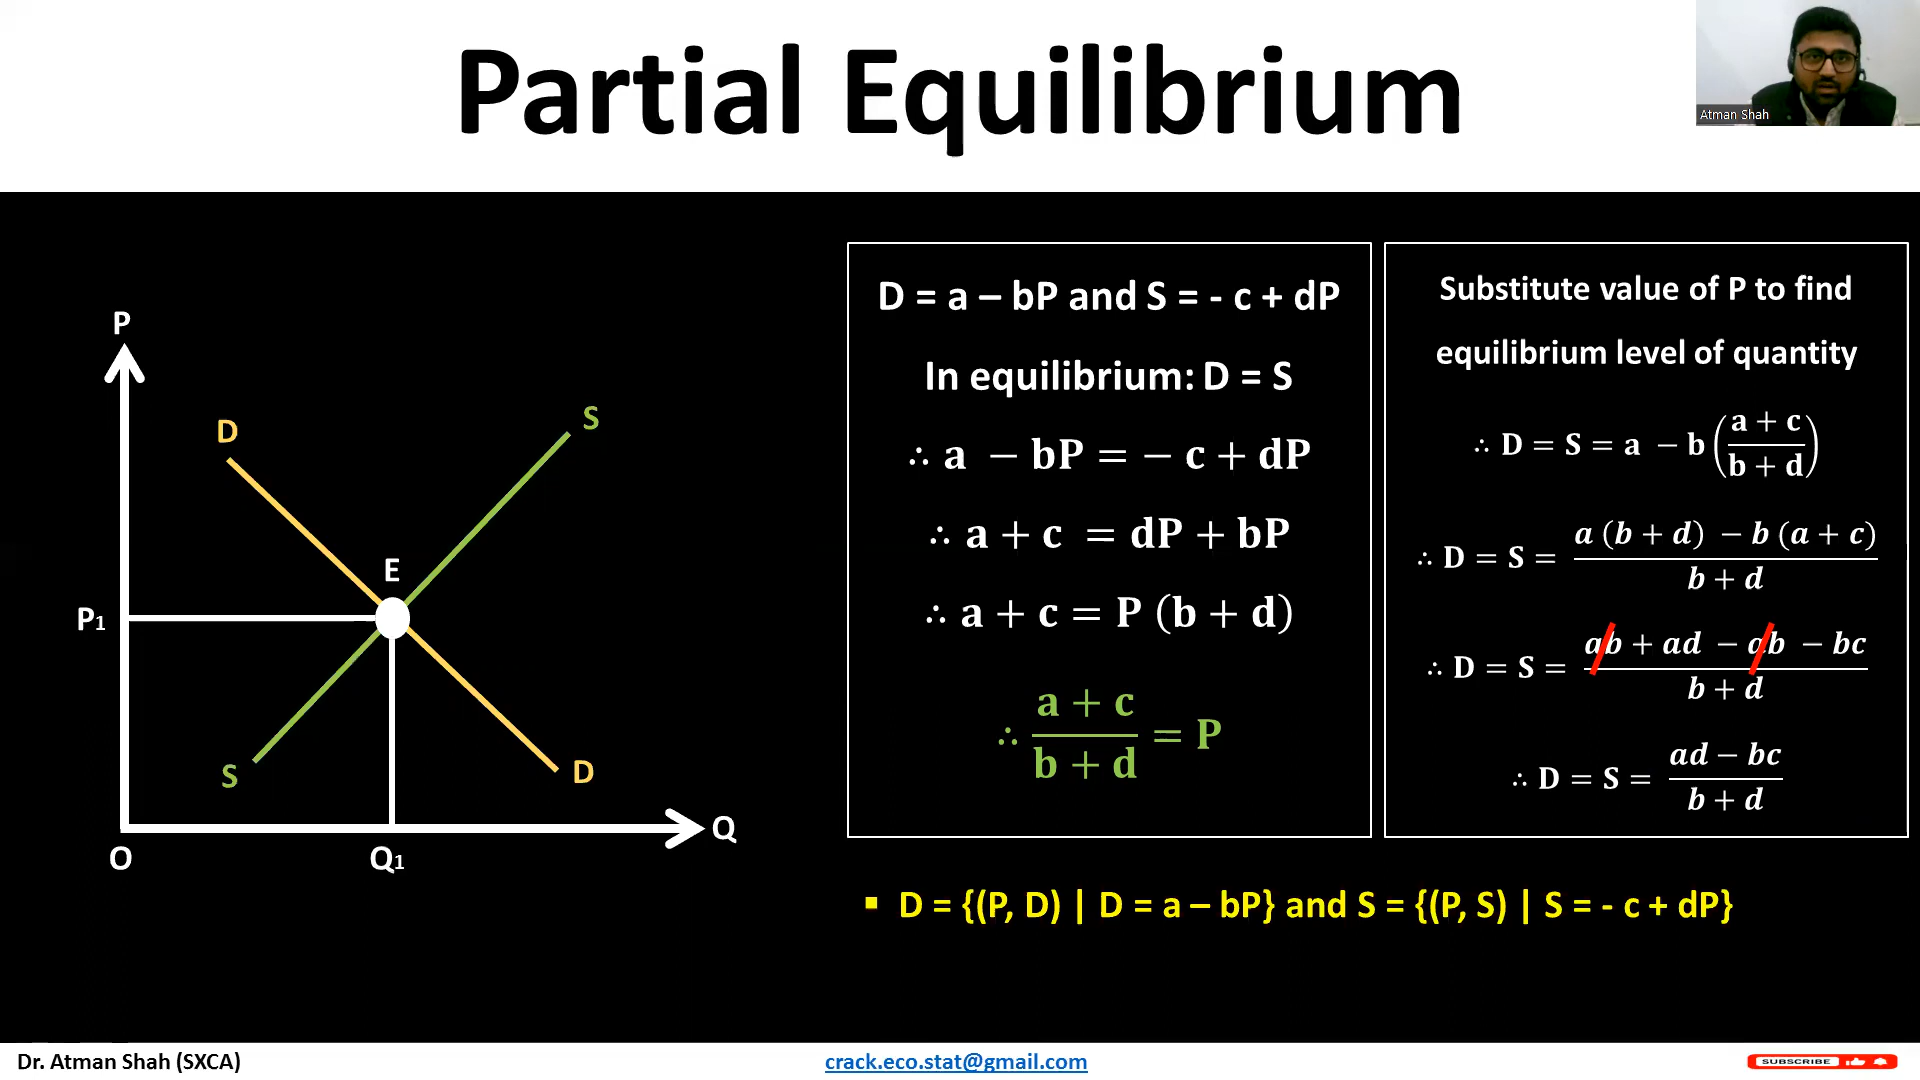 Partial Equilibrium
Atman Shah
P
D
S
E
P₁
S
D
Q
O
Q₁
D = a – bP and S = - c + dP
In equilibrium: D = S
∴ a − bP = − c + dP
∴ a + c = dP + bP
∴ a + c = P (b + d)
∴ (a + c)/(b + d) = P
Substitute value of P to find
equilibrium level of quantity
∴ D = S = a − b ((a + c)/(b + d))
∴ D = S = (a (b + d) − b (a + c))/(b + d)
∴ D = S = (ab + ad − ab − bc)/(b + d)
∴ D = S = (ad − bc)/(b + d)
▪ D = {(P, D) | D = a – bP} and S = {(P, S) | S = - c + dP}
Dr. Atman Shah (SXCA)
crack.eco.stat@gmail.com
SUBSCRIBE